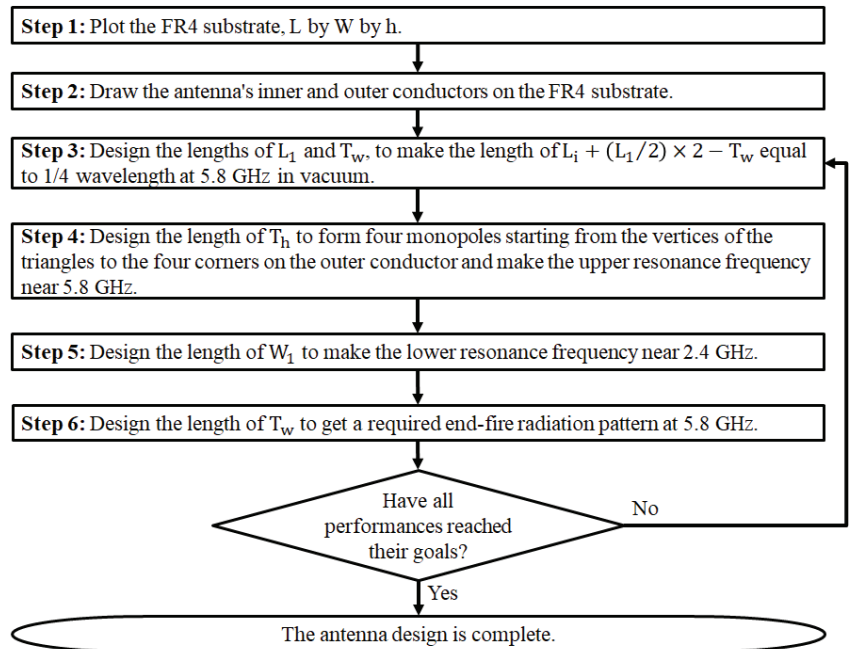 Step 1: Plot the FR4 substrate, L by W by h.
Step 2: Draw the antenna's inner and outer conductors on the FR4 substrate.
Step 3: Design the lengths of L₁ and T_w, to make the length of L_i + (L₁/2) × 2 − T_w equal
to 1/4 wavelength at 5.8 GHz in vacuum.
Step 4: Design the length of T_h to form four monopoles starting from the vertices of the
triangles to the four corners on the outer conductor and make the upper resonance frequency
near 5.8 GHz.
Step 5: Design the length of W₁ to make the lower resonance frequency near 2.4 GHz.
Step 6: Design the length of T_w to get a required end-fire radiation pattern at 5.8 GHz.
Have all
performances reached
their goals?
No
Yes
The antenna design is complete.